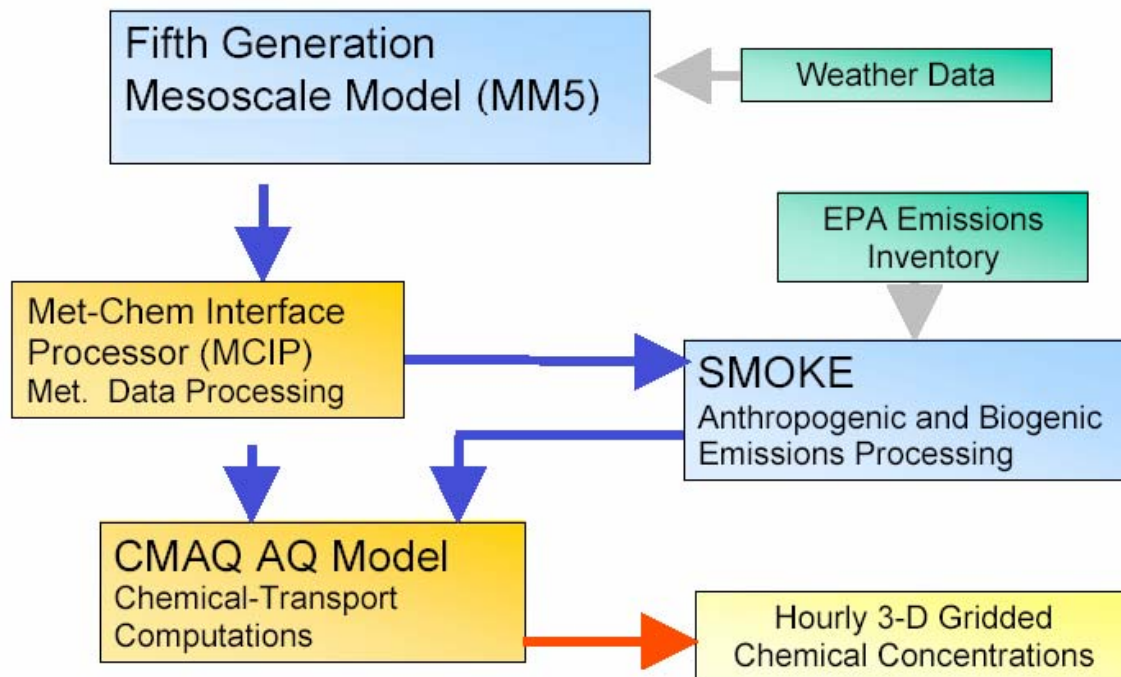 Fifth Generation
Mesoscale Model (MM5)
Weather Data
EPA Emissions
Inventory
Met-Chem Interface
Processor (MCIP)
Met. Data Processing
SMOKE
Anthropogenic and Biogenic
Emissions Processing
CMAQ AQ Model
Chemical-Transport
Computations
Hourly 3-D Gridded
Chemical Concentrations